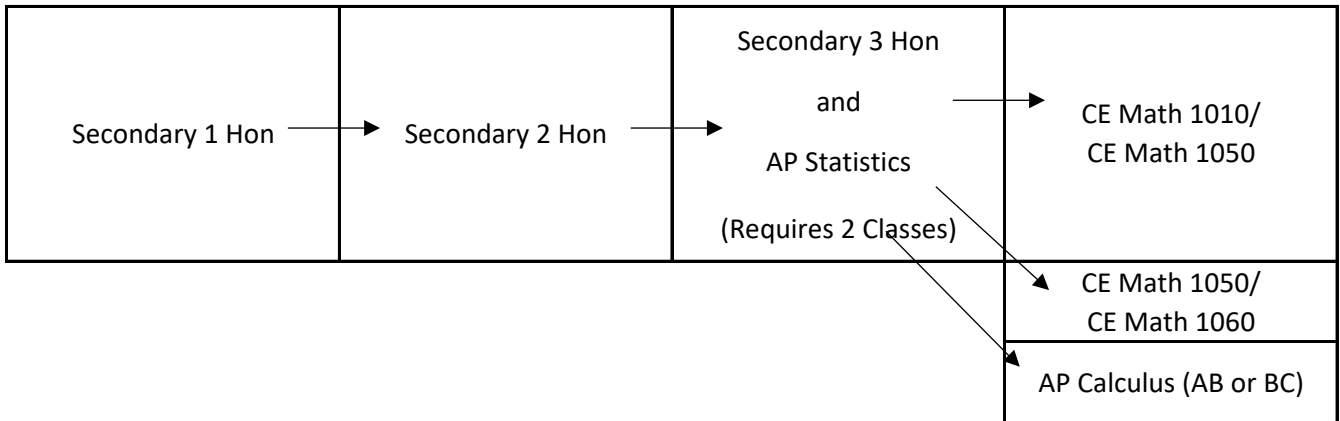 Secondary 1 Hon
Secondary 2 Hon
Secondary 3 Hon
and
AP Statistics
(Requires 2 Classes)
CE Math 1010/
CE Math 1050
CE Math 1050/
CE Math 1060
AP Calculus (AB or BC)